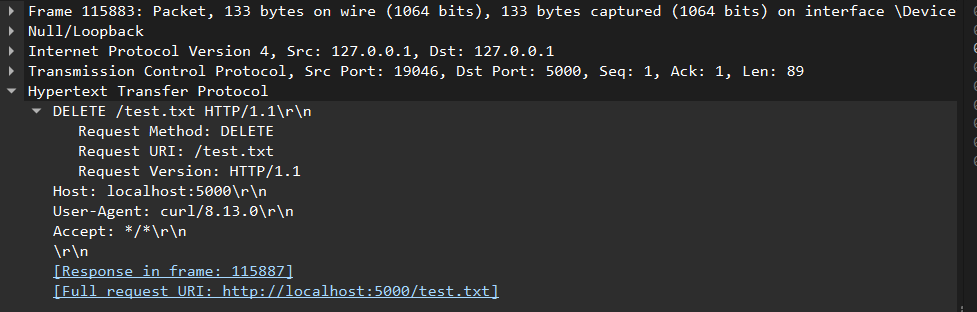 Frame 115883: Packet, 133 bytes on wire (1064 bits), 133 bytes captured (1064 bits) on interface \Device
Null/Loopback
Internet Protocol Version 4, Src: 127.0.0.1, Dst: 127.0.0.1
Transmission Control Protocol, Src Port: 19046, Dst Port: 5000, Seq: 1, Ack: 1, Len: 89
Hypertext Transfer Protocol
DELETE /test.txt HTTP/1.1\r\n
Request Method: DELETE
Request URI: /test.txt
Request Version: HTTP/1.1
Host: localhost:5000\r\n
User-Agent: curl/8.13.0\r\n
Accept: */*\r\n
\r\n
[Response in frame: 115887]
[Full request URI: http://localhost:5000/test.txt]